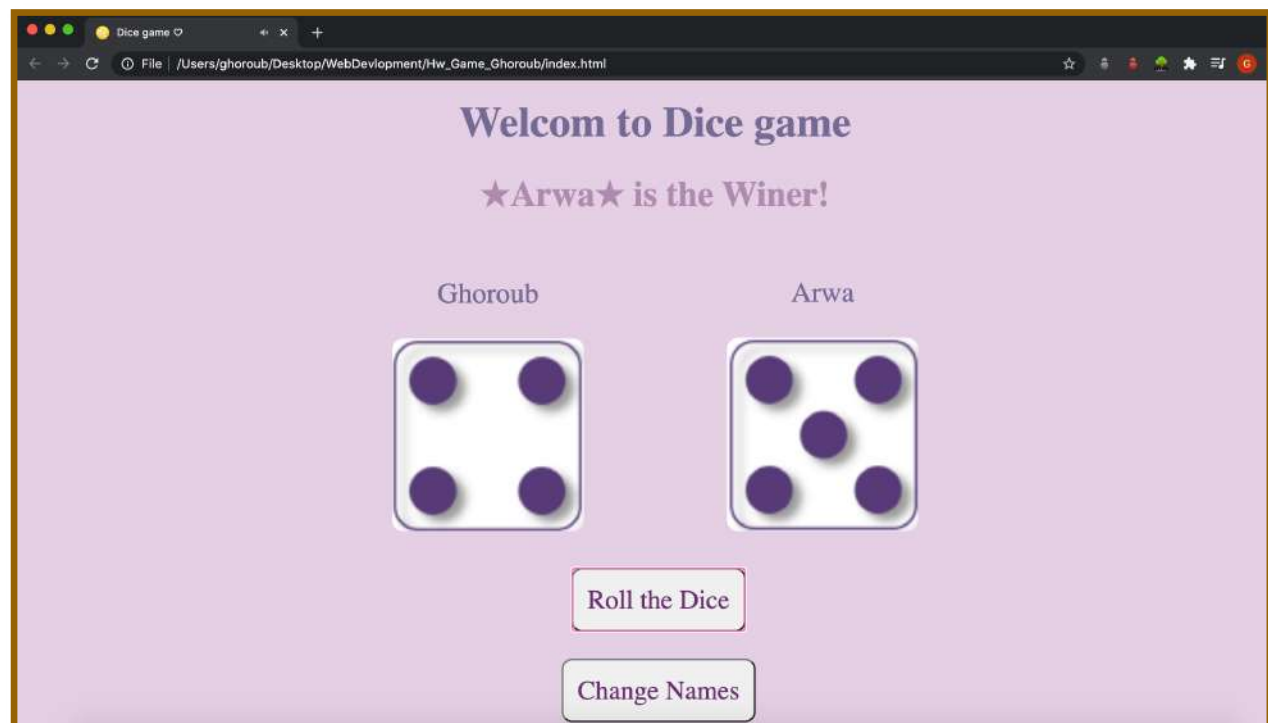 Dice game ♡
File | /Users/ghoroub/Desktop/WebDevlopment/Hw_Game_Ghoroub/index.html
G
Welcom to Dice game
★Arwa★ is the Winer!
Ghoroub Arwa
Roll the Dice
Change Names